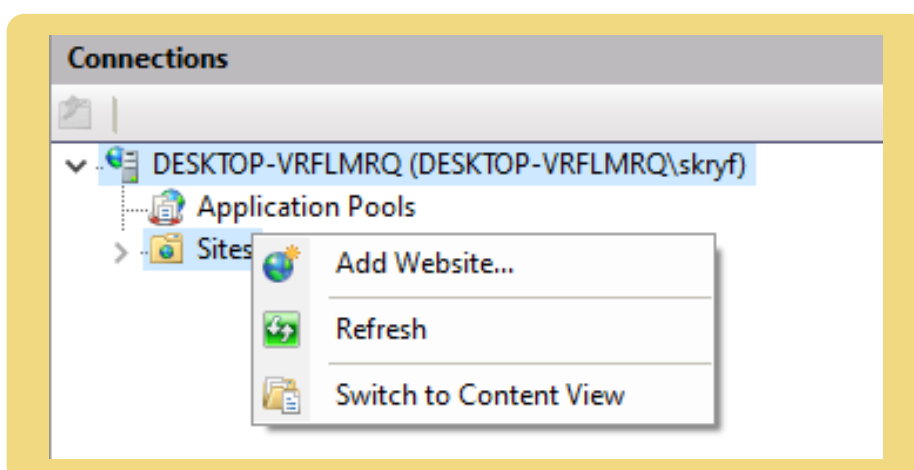 Connections
DESKTOP-VRFLMRQ (DESKTOP-VRFLMRQ\skryf)
Application Pools
Sites
Add Website...
Refresh
Switch to Content View